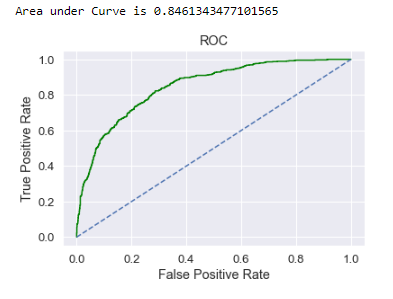 Area under Curve is 0.8461343477101565
ROC
1.0
0.8
0.6
0.4
0.2
0.0
True Positive Rate
0.0 0.2 0.4 0.6 0.8 1.0
False Positive Rate